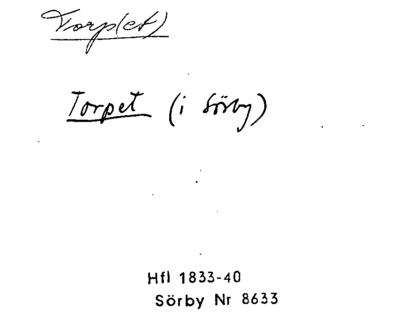 Torp(et)
Torpet (i Sörby)
Hfl 1833-40
Sörby Nr 8633